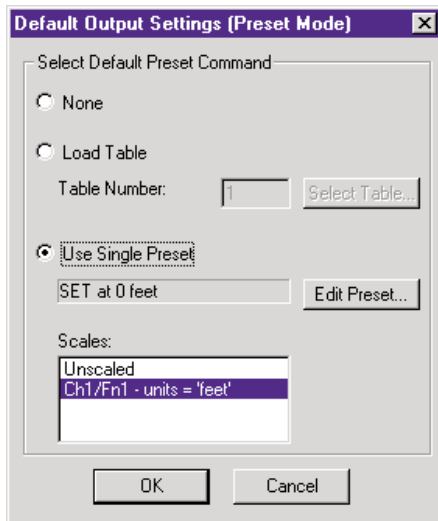 Default Output Settings (Preset Mode)
Select Default Preset Command
None
Load Table
Table Number: 1 Select Table...
Use Single Preset
SET at 0 feet Edit Preset...
Scales:
Unscaled
Ch1/Fn1 - units = 'feet'
OK Cancel